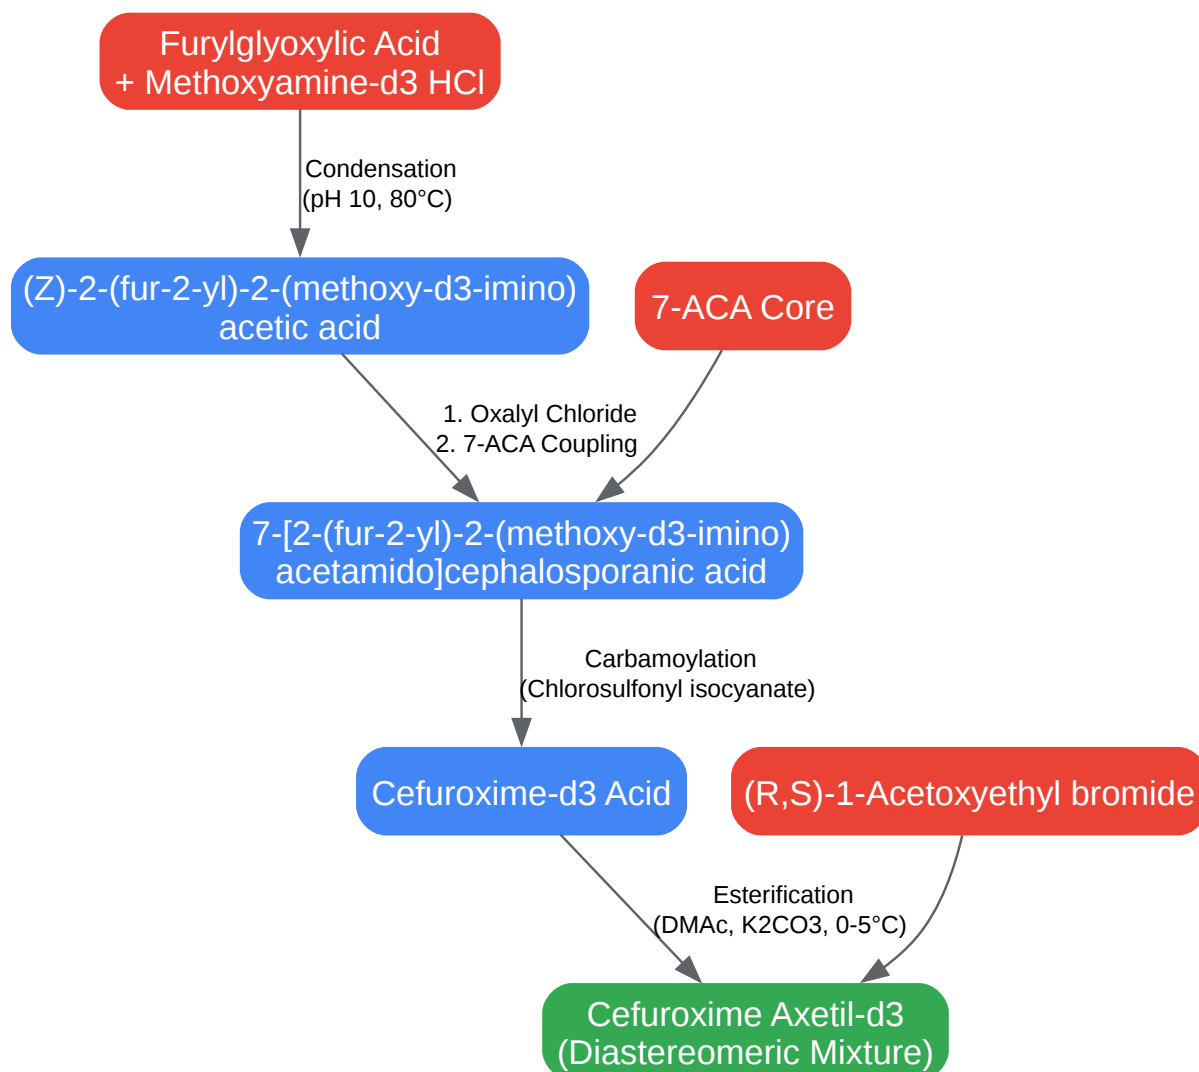 Furylglyoxylic Acid
+ Methoxyamine-d3 HCl
Condensation
(pH 10, 80°C)
(Z)-2-(fur-2-yl)-2-(methoxy-d3-imino)
acetic acid
7-ACA Core
1. Oxalyl Chloride
2. 7-ACA Coupling
7-[2-(fur-2-yl)-2-(methoxy-d3-imino)
acetamido]cephalosporanic acid
Carbamoylation
(Chlorosulfonyl isocyanate)
Cefuroxime-d3 Acid
(R,S)-1-Acetoxyethyl bromide
Esterification
(DMAc, K2CO3, 0-5°C)
Cefuroxime Axetil-d3
(Diastereomeric Mixture)